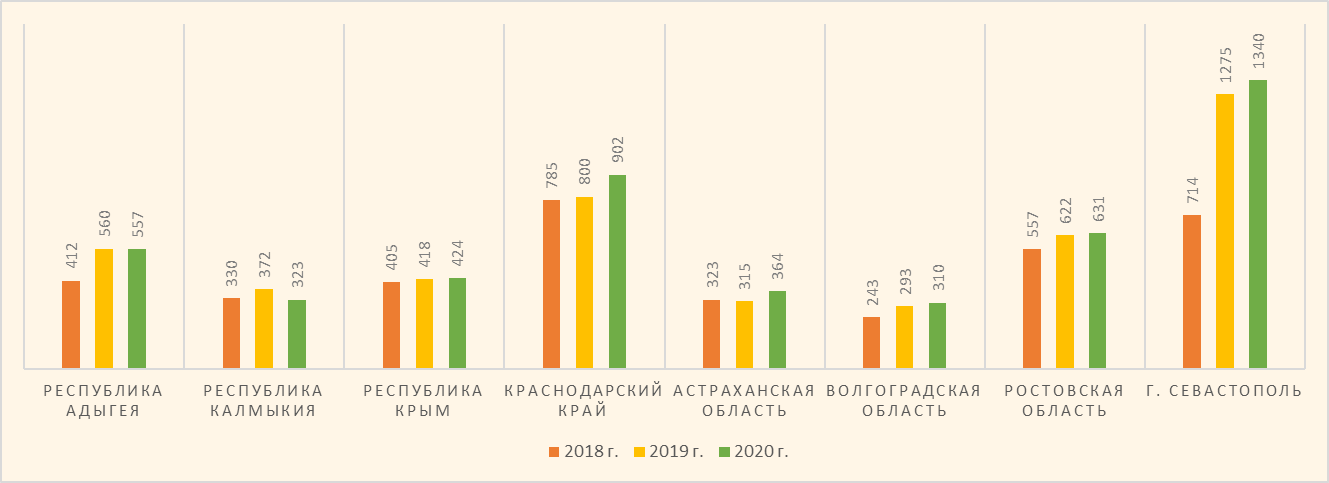 412
560
557
330
372
323
405
418
424
785
800
902
323
315
364
243
293
310
557
622
631
714
1275
1340
РЕСПУБЛИКА
АДЫГЕЯ
РЕСПУБЛИКА
КАЛМЫКИЯ
РЕСПУБЛИКА
КРЫМ
КРАСНОДАРСКИЙ
КРАЙ
АСТРАХАНСКАЯ
ОБЛАСТЬ
ВОЛГОГРАДСКАЯ
ОБЛАСТЬ
РОСТОВСКАЯ
ОБЛАСТЬ
Г. СЕВАСТОПОЛЬ
2018 г. 2019 г. 2020 г.